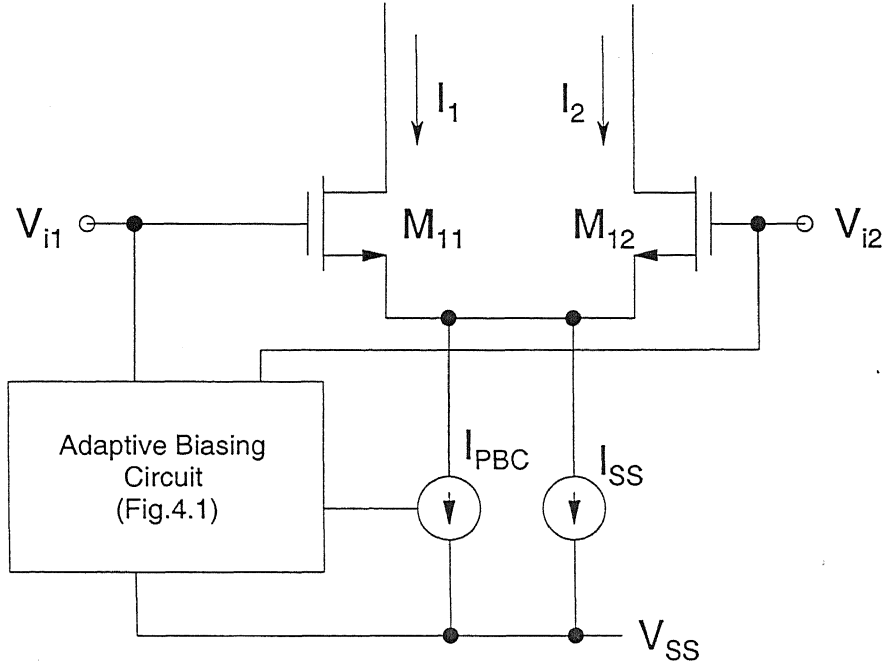 I1
I2
Vi1
M11
M12
Vi2
Adaptive Biasing
Circuit
(Fig.4.1)
IPBC
ISS
VSS